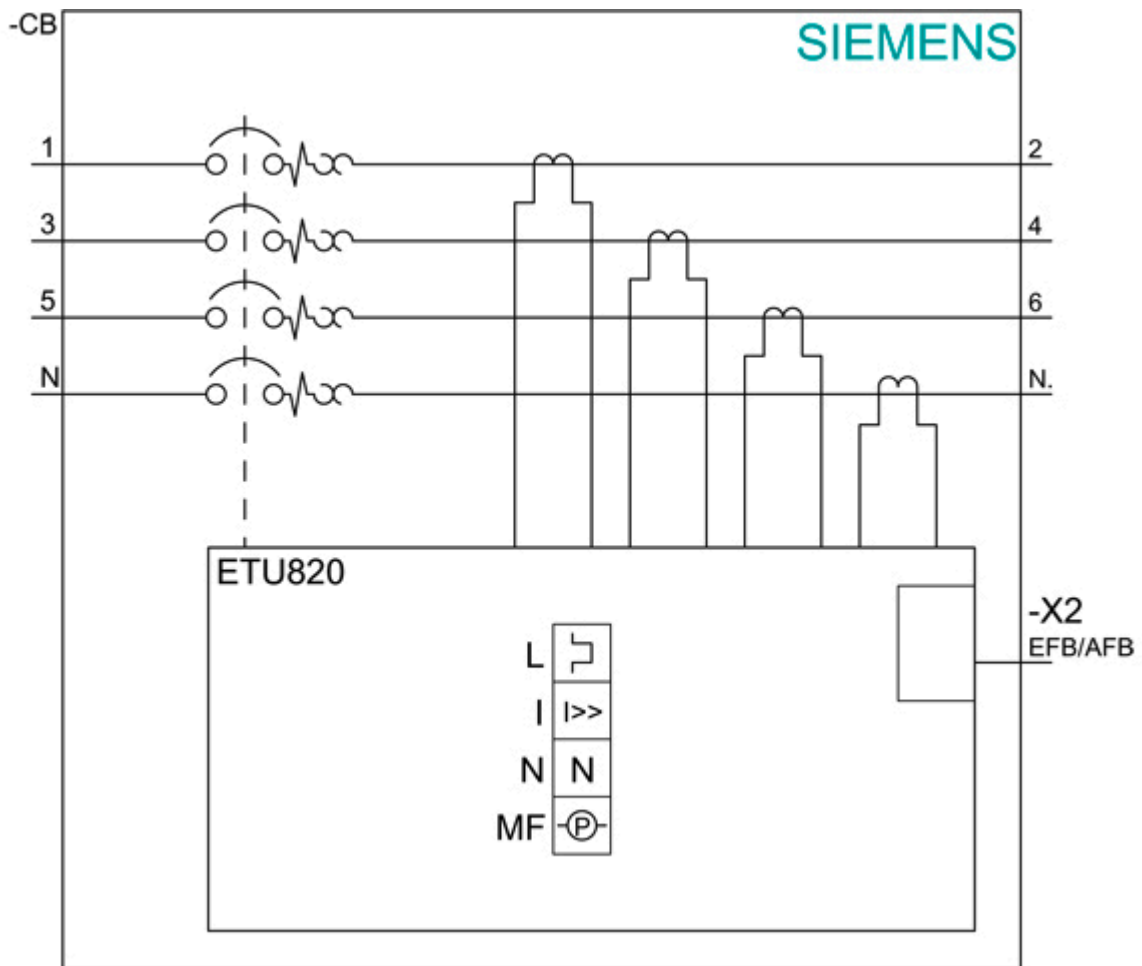 -CB
SIEMENS
1
2
3
4
5
6
N
N.
ETU820
-X2
EFB/AFB
L
I I>>
N N
MF P